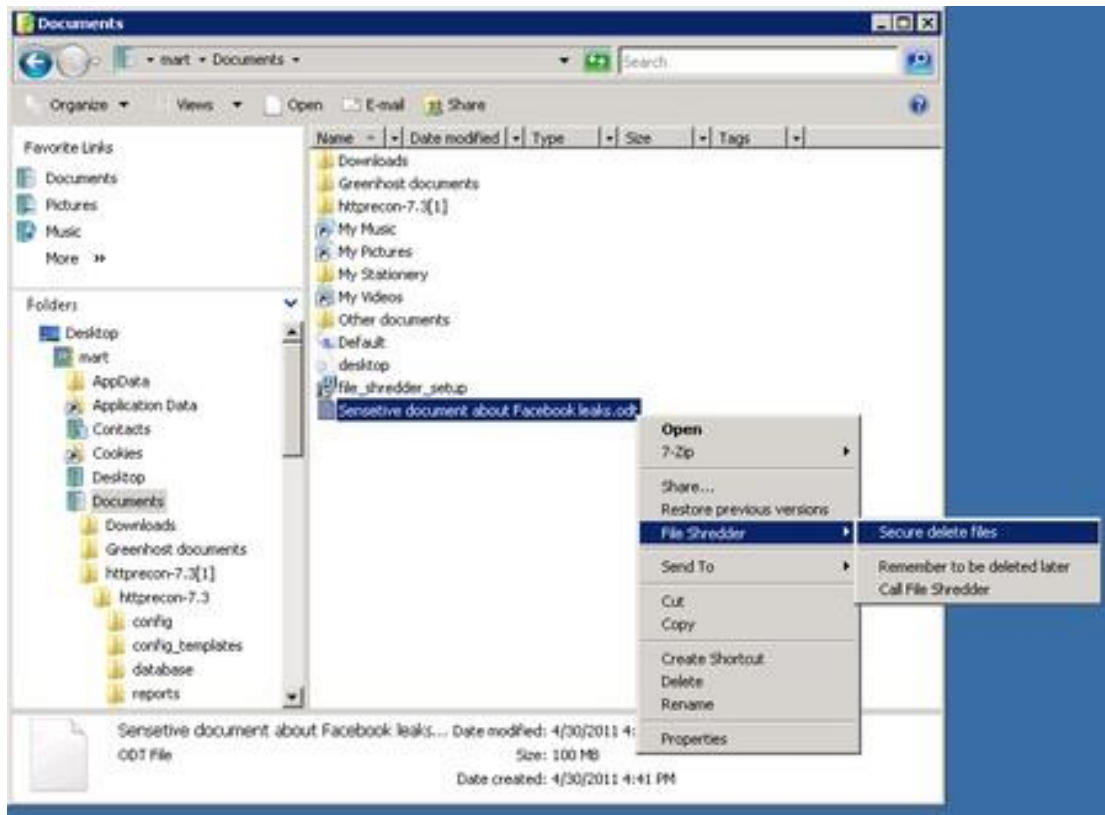 Documents
mart Documents
Search
Organize Views Open E-mail Share
Favorite Links
Documents
Pictures
Music
More »
Folders
Desktop
mart
AppData
Application Data
Contacts
Cookies
Desktop
Documents
Downloads
Greenhost documents
httprecon-7.3[1]
httprecon-7.3
config
config_templates
database
reports
Name Date modified Type Size Tags
Downloads
Greenhost documents
httprecon-7.3[1]
My Music
My Pictures
My Stationery
My Videos
Other documents
Default
desktop
file_shredder_setup
Sensetive document about Facebook leaks.odt
Open
7-Zip
Share...
Restore previous versions
File Shredder
Send To
Cut
Copy
Create Shortcut
Delete
Rename
Properties
Secure delete files
Remember to be deleted later
Call File Shredder
Sensetive document about Facebook leaks... Date modified: 4/30/2011 4:
ODT File Size: 100 MB
Date created: 4/30/2011 4:41 PM